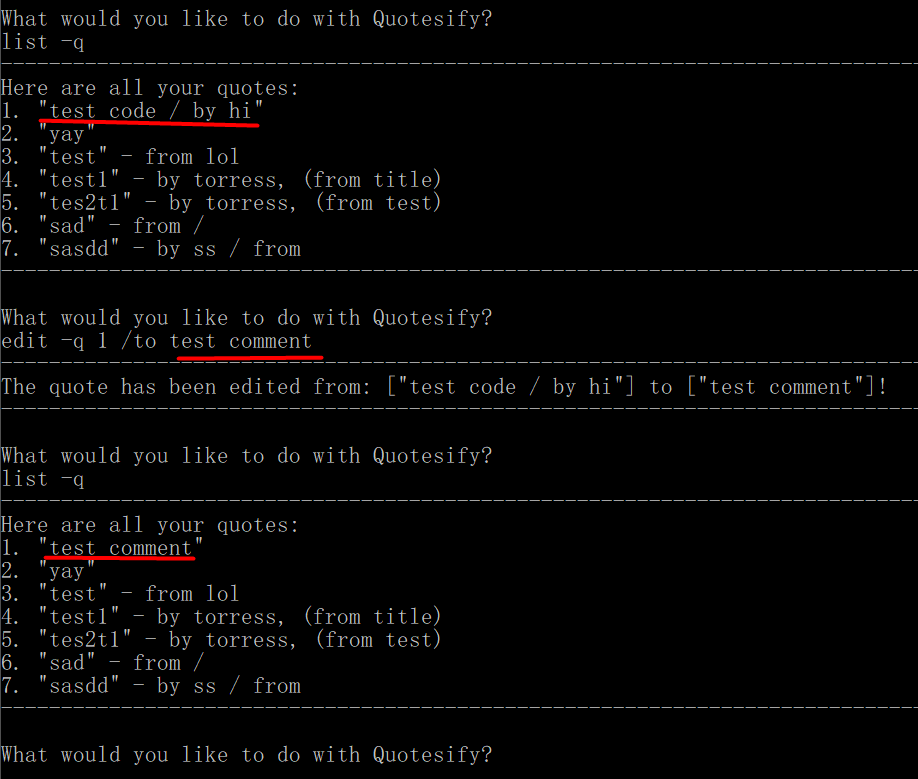 What would you like to do with Quotesify?
list -q
Here are all your quotes:
1. "test code / by hi"
2. "yay"
3. "test" - from lol
4. "test1" - by torress, (from title)
5. "tes2t1" - by torress, (from test)
6. "sad" - from /
7. "sasdd" - by ss / from
What would you like to do with Quotesify?
edit -q 1 /to test comment
The quote has been edited from: ["test code / by hi"] to ["test comment"]!
What would you like to do with Quotesify?
list -q
Here are all your quotes:
1. "test comment"
2. "yay"
3. "test" - from lol
4. "test1" - by torress, (from title)
5. "tes2t1" - by torress, (from test)
6. "sad" - from /
7. "sasdd" - by ss / from
What would you like to do with Quotesify?